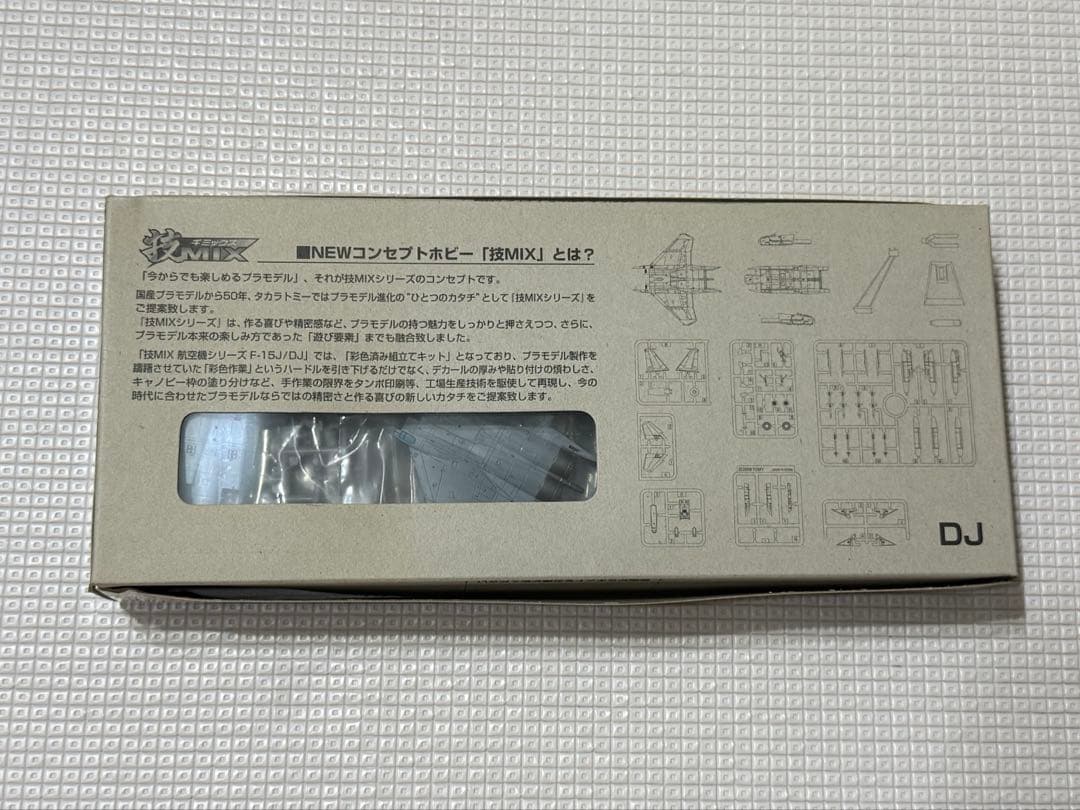 技MIX
ギミックス
■NEWコンセプトホビー「技MIX」とは？
「今からでも楽しめるプラモデル」、それが技MIXシリーズのコンセプトです。
国産プラモデルから50年、タカラトミーではプラモデル進化の"ひとつのカタチ"として「技MIXシリーズ」を
ご提案致します。
「技MIXシリーズ」は、作る喜びや精密感など、プラモデルの持つ魅力をしっかりと押さえつつ、さらに、
プラモデル本来の楽しみ方であった「遊び要素」までも融合致しました。
「技MIX 航空機シリーズ F-15J/DJ」では、「彩色済み組立てキット」となっており、プラモデル製作を
躊躇させていた「彩色作業」というハードルを引き下げるだけでなく、デカールの厚みや貼り付けの煩わしさ、
キャノピー枠の塗り分けなど、手作業の限界をタンポ印刷等、工場生産技術を駆使して再現し、今の
時代に合わせたプラモデルならではの精密さと作る喜びの新しいカタチをご提案致します。
DJ